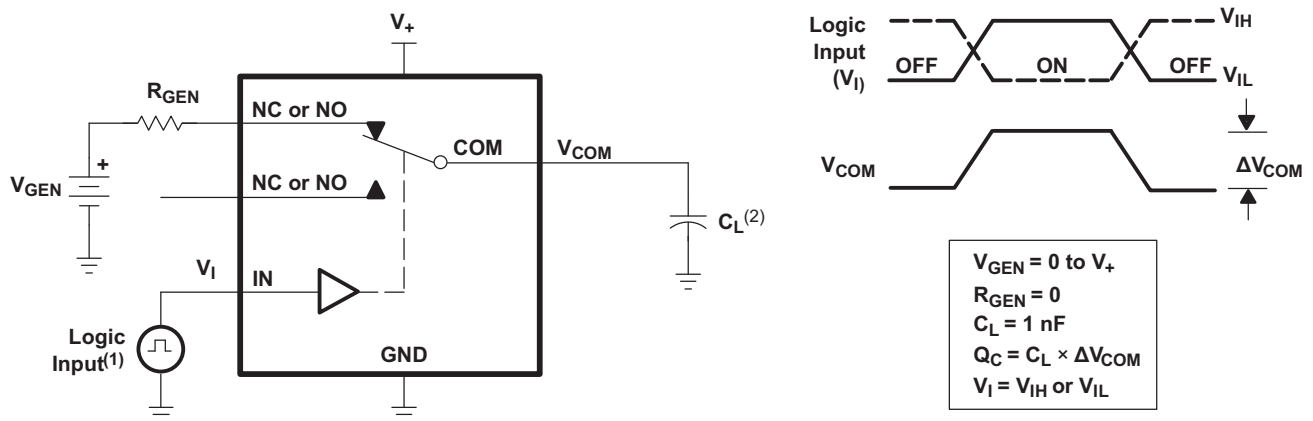 V+
RGEN
NC or NO
COM
VCOM
+
VGEN
NC or NO
CL(2)
VI
IN
Logic
Input(1)
GND
Logic
Input
(VI)
OFF
ON
OFF
VIH
VIL
VCOM
ΔVCOM
VGEN = 0 to V+
RGEN = 0
CL = 1 nF
QC = CL × ΔVCOM
VI = VIH or VIL